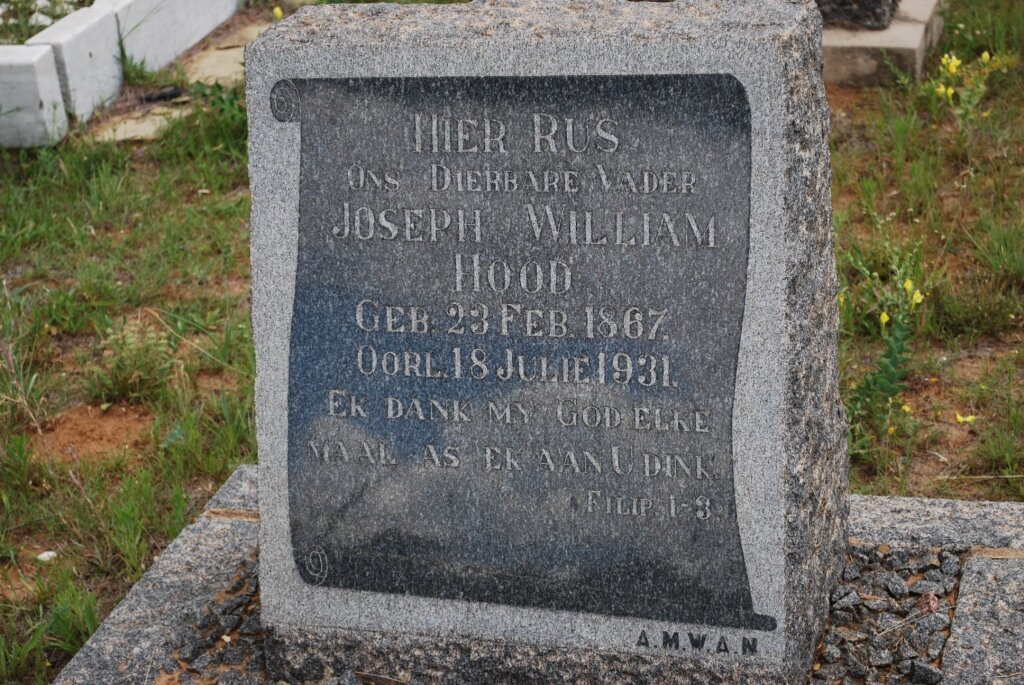 HIER RUS
ONS DIERBARE VADER
JOSEPH WILLIAM
HOOD
GEB. 23 FEB. 1867.
OORL. 18 JULIE 1931.
EK DANK MY GOD ELKE
MAAL AS EK AAN U DINK.
FILIP. 1-3.
A.M.W.A.N